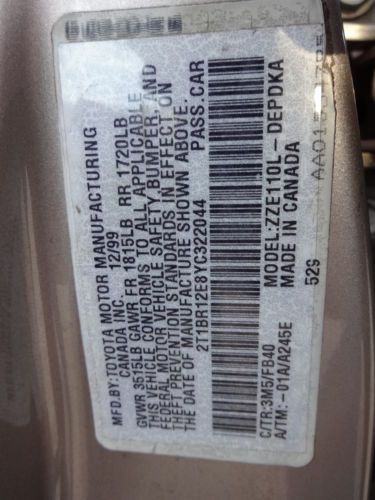 MFD.BY:TOYOTA MOTOR MANUFACTURING
CANADA INC. 12/99
GVWR 3515LB GAWR FR 1815LB RR 1720LB
THIS VEHICLE CONFORMS TO ALL APPLICABLE
FEDERAL MOTOR VEHICLE SAFETY, BUMPER, AND
THEFT PREVENTION STANDARDS IN EFFECT ON
THE DATE OF MANUFACTURE SHOWN ABOVE.
2T1BR12E8YC322044 PASS.CAR
C/TR:3M5/FB40 MODEL:ZZE110L-DEPDKA
A/TM:-01A/A245E MADE IN CANADA
52S